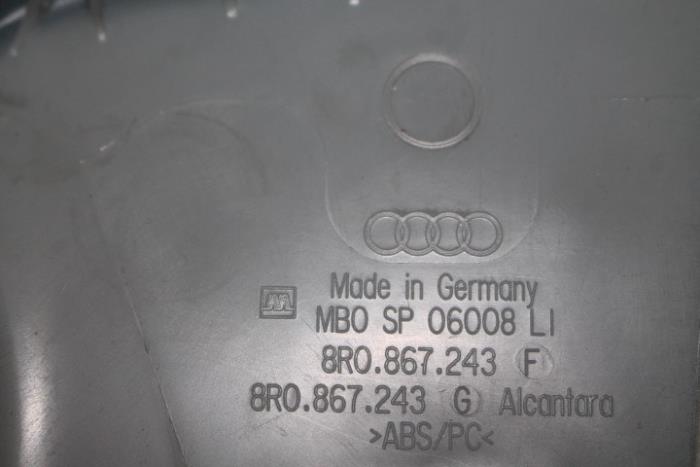 Made in Germany
MBO SP 06008 LI
8R0.867.243 F
8R0.867.243 G Alcantara
>ABS/PC<